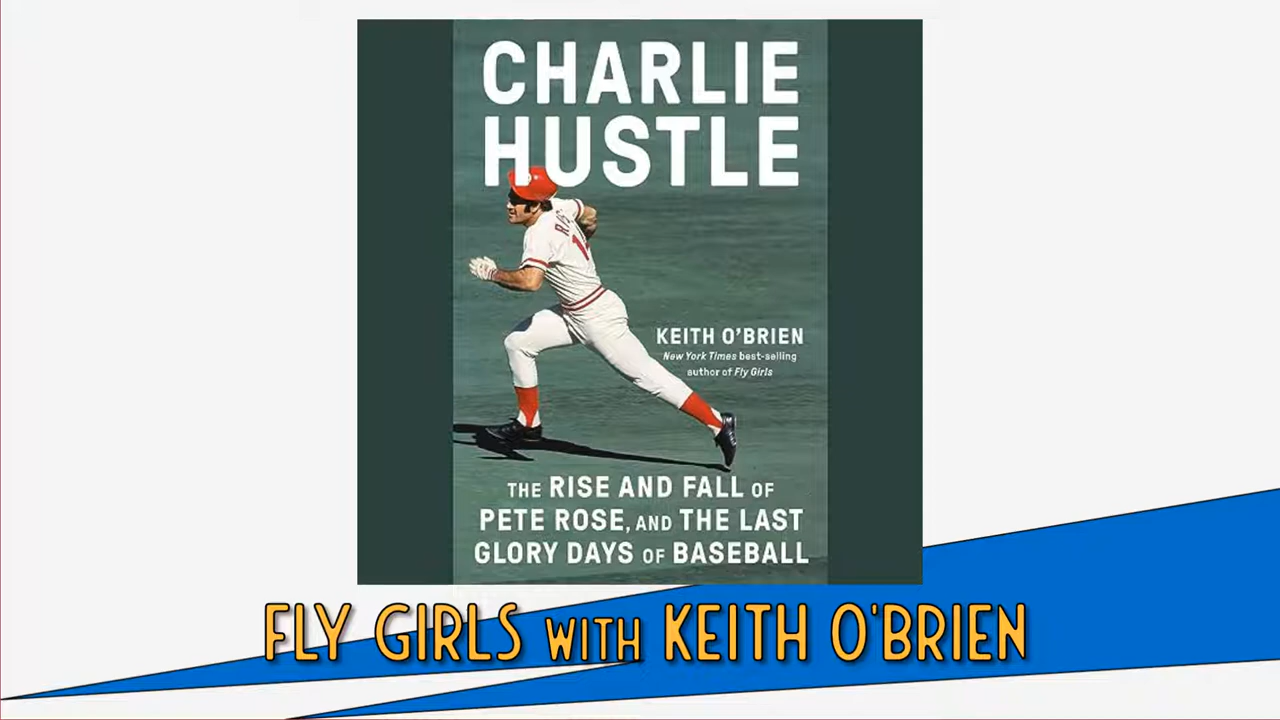 CHARLIE
HUSTLE
KEITH O'BRIEN
New York Times best-selling
author of Fly Girls
THE RISE AND FALL OF
PETE ROSE, AND THE LAST
GLORY DAYS OF BASEBALL
FLY GIRLS WITH KEITH O'BRIEN